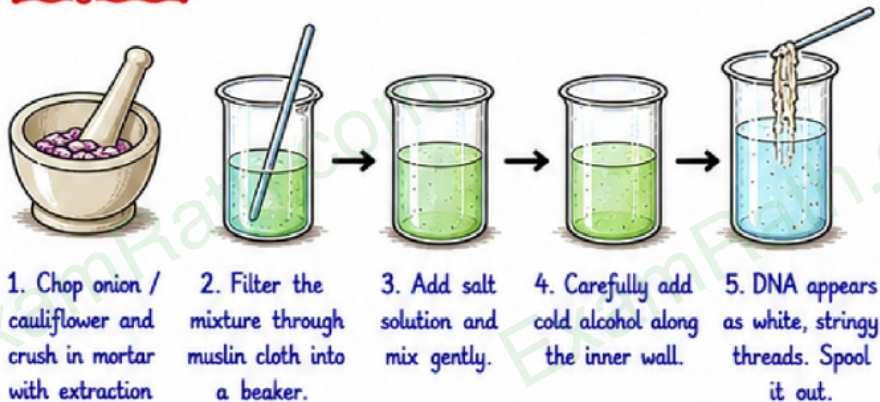 1. Chop onion /
cauliflower and
crush in mortar
with extraction
2. Filter the
mixture through
muslin cloth into
a beaker.
3. Add salt
solution and
mix gently.
4. Carefully add
cold alcohol along
the inner wall.
5. DNA appears
as white, stringy
threads. Spool
it out.